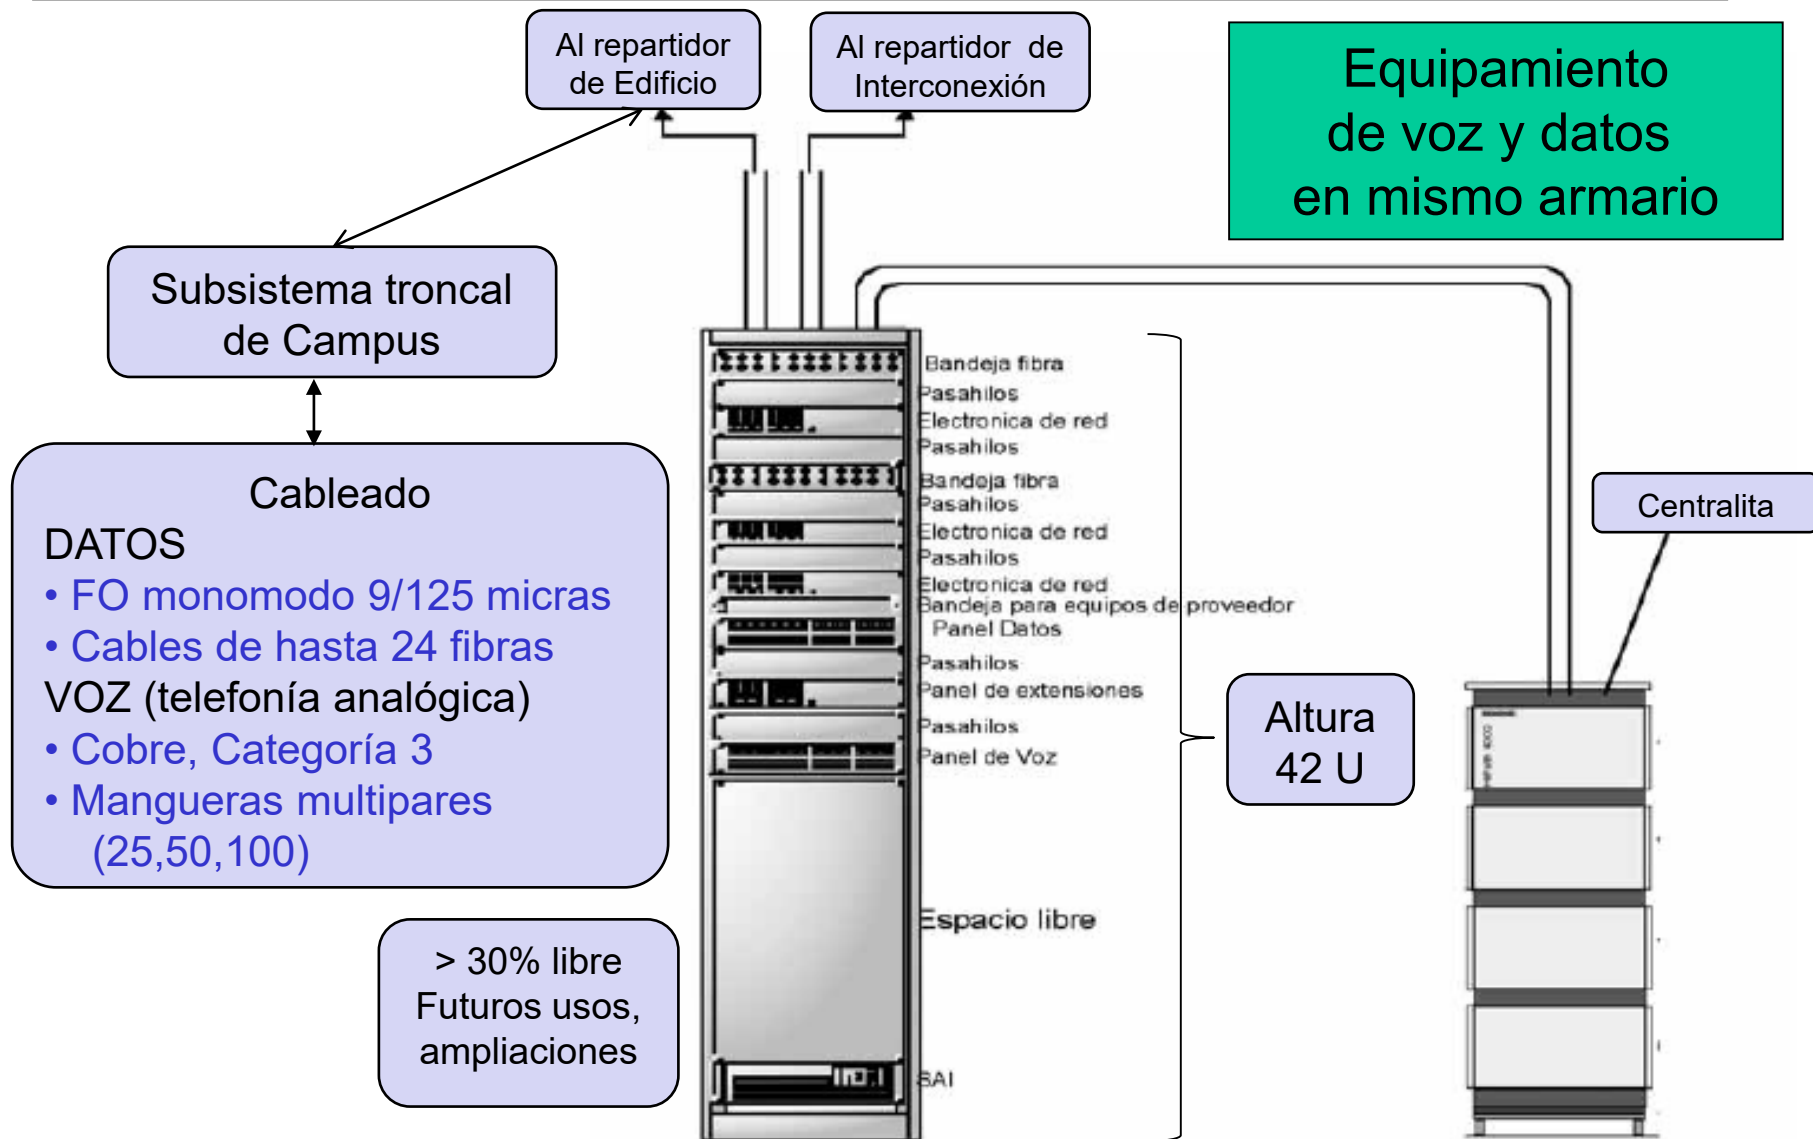 Al repartidor
de Edificio
Al repartidor de
Interconexión
Equipamiento
de voz y datos
en mismo armario
Subsistema troncal
de Campus
Cableado
DATOS
• FO monomodo 9/125 micras
• Cables de hasta 24 fibras
VOZ (telefonía analógica)
• Cobre, Categoría 3
• Mangueras multipares
(25,50,100)
> 30% libre
Futuros usos,
ampliaciones
Bandeja fibra
Pasahilos
Electronica de red
Pasahilos
Bandeja fibra
Pasahilos
Electronica de red
Pasahilos
Electronica de red
Bandeja para equipos de proveedor
Panel Datos
Pasahilos
Panel de extensiones
Pasahilos
Panel de Voz
Espacio libre
SAI
Altura
42 U
Centralita